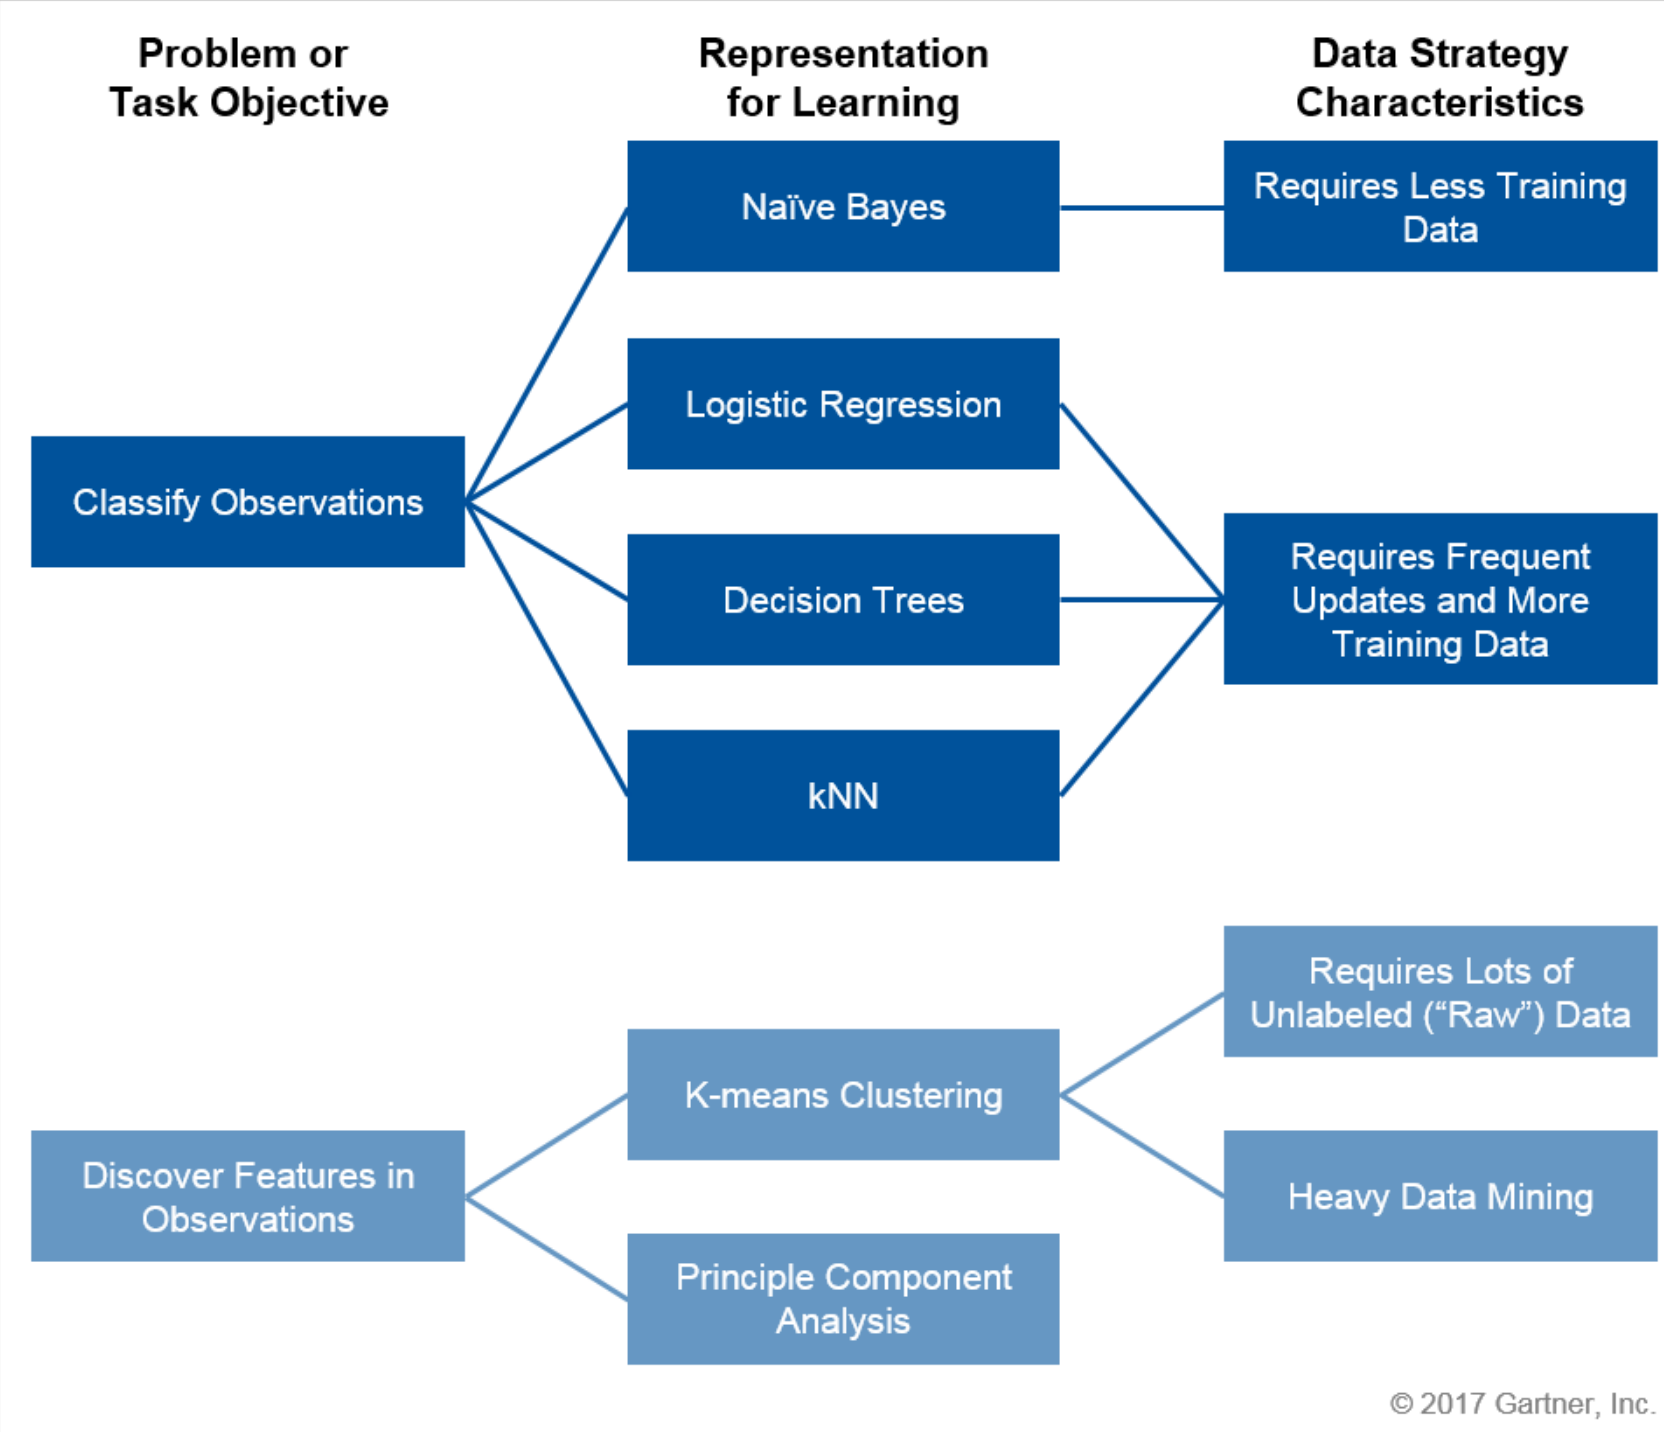 Problem or
Task Objective
Representation
for Learning
Data Strategy
Characteristics
Naïve Bayes
Requires Less Training
Data
Logistic Regression
Classify Observations
Decision Trees
Requires Frequent
Updates and More
Training Data
kNN
Requires Lots of
Unlabeled (“Raw”) Data
K-means Clustering
Discover Features in
Observations
Heavy Data Mining
Principle Component
Analysis
© 2017 Gartner, Inc.